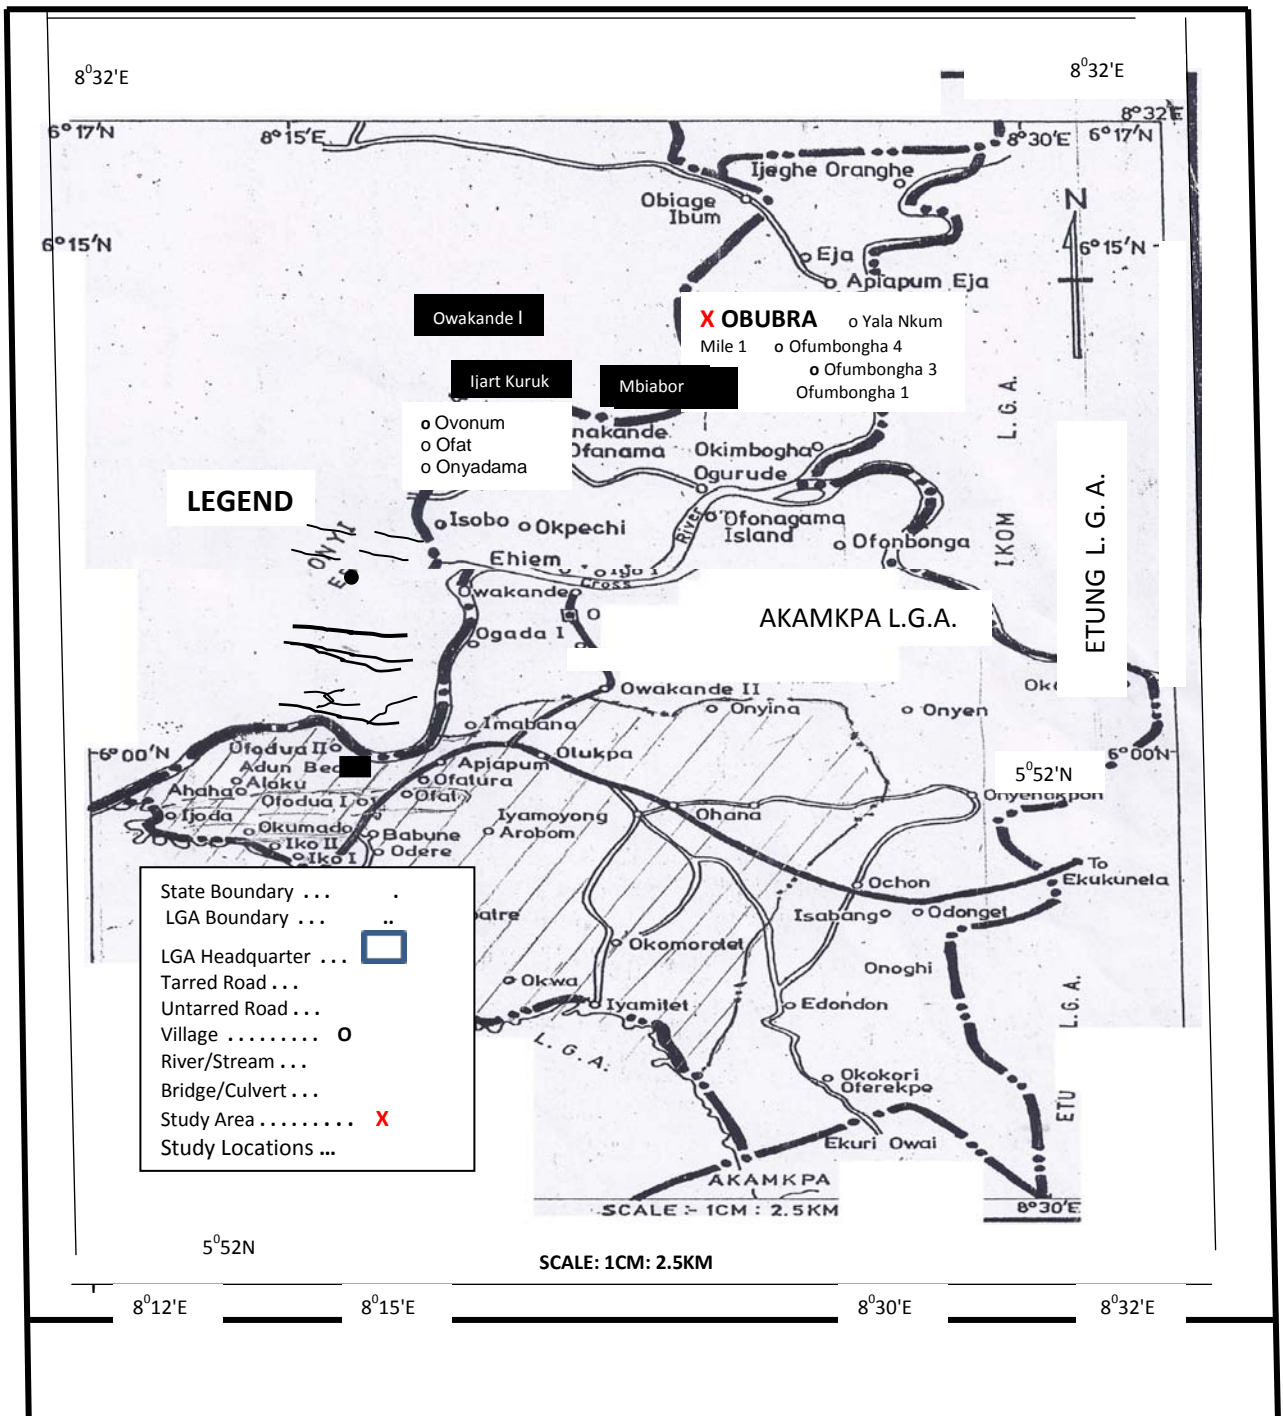 8⁰32'E
8⁰32'E
8°32'E
6°17'N
8°15'E
8°30'E
6°17'N
Ijeghe Oranghe
Obiage
Ibum
N
6°15'N
6°15'N
Eja
Apiapum Eja
Owakande I
X OBUBRA
o Yala Nkum
Mile 1
o Ofumbongha 4
o Ofumbongha 3
Ofumbongha 1
Ijart Kuruk
Mbiabor
L.G.A.
IKOM
ETUNG L. G. A.
o Ovonum
o Ofat
o Onyadama
nakande
Ofanama
Okimbogha
Ogurude
LEGEND
Isobo
Okpechi
River
Ofonagama
Island
Ofonbonga
Ehiem
Cross
Owakande
O
AKAMKPA L.G.A.
Ogada I
Owakande II
Onyina
Onyen
Imabana
6°00'N
Ofodua II
Adun Be
Apiapum
Olukpa
6°00'N
5⁰52'N
Ahaha
Alaku
Ofatura
Ofodua I
Ofat
Onyenakpon
Ijoda
Iyamoyong
Ohana
Okumado
Babune
Arobom
Iko II
Odere
Iko I
To
Ekukunela
Ochon
Isabang
Odonget
State Boundary . . . .
LGA Boundary . . . ..
LGA Headquarter . . .
Tarred Road . . .
Untarred Road . . .
Village . . . . . . . . . O
River/Stream . . .
Bridge/Culvert . . .
Study Area . . . . . . . . . X
Study Locations ...
atre
Okomorotet
Onoghi
Okwa
Iyamitet
Edondon
L. G. A.
L. G. A.
ETU
Okokori
Oferekpe
Ekuri Owai
AKAMKPA
SCALE :- 1CM : 2.5KM
8°30'E
5⁰52N
SCALE: 1CM: 2.5KM
8⁰12'E
8⁰15'E
8⁰30'E
8⁰32'E